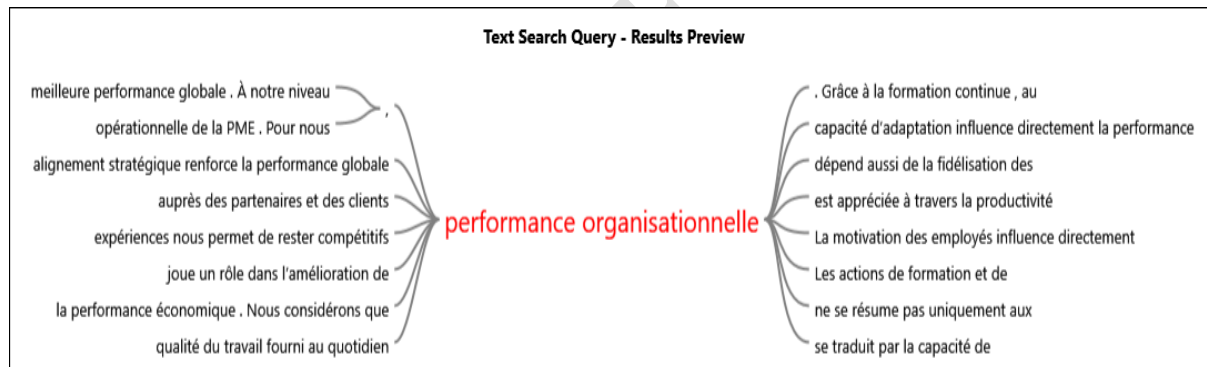 Text Search Query - Results Preview
meilleure performance globale . À notre niveau
opérationnelle de la PME . Pour nous
,
alignement stratégique renforce la performance globale
auprès des partenaires et des clients
expériences nous permet de rester compétitifs
joue un rôle dans l'amélioration de
la performance économique . Nous considérons que
qualité du travail fourni au quotidien
performance organisationnelle
. Grâce à la formation continue , au
capacité d'adaptation influence directement la performance
dépend aussi de la fidélisation des
est appréciée à travers la productivité
La motivation des employés influence directement
Les actions de formation et de
ne se résume pas uniquement aux
se traduit par la capacité de